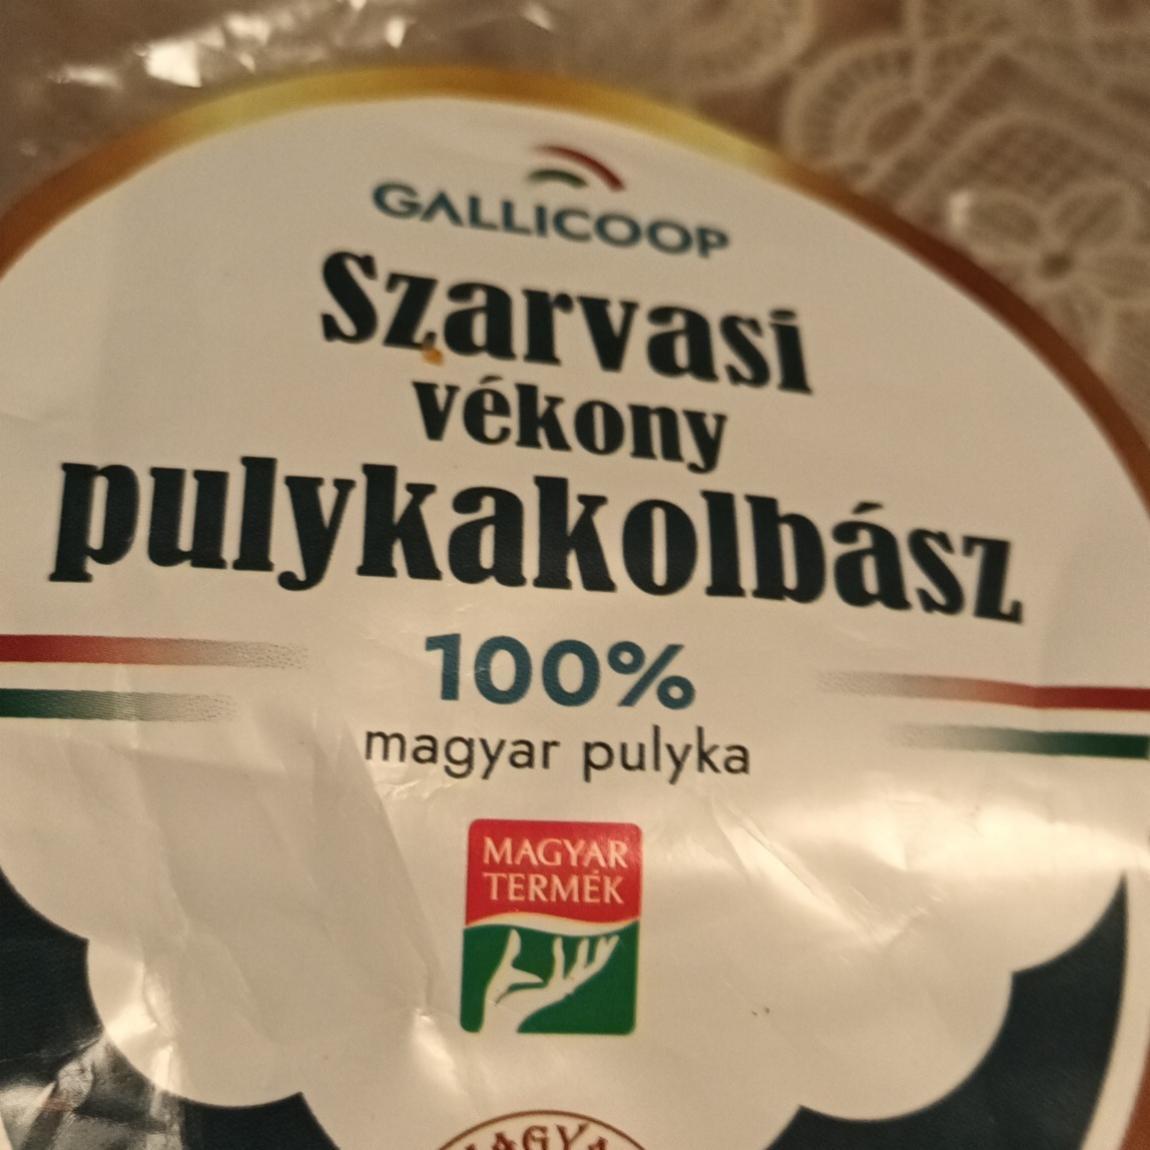 GALLICOOP
Szarvasi
vékony
pulykakolbász
100%
magyar pulyka
MAGYAR
TERMÉK